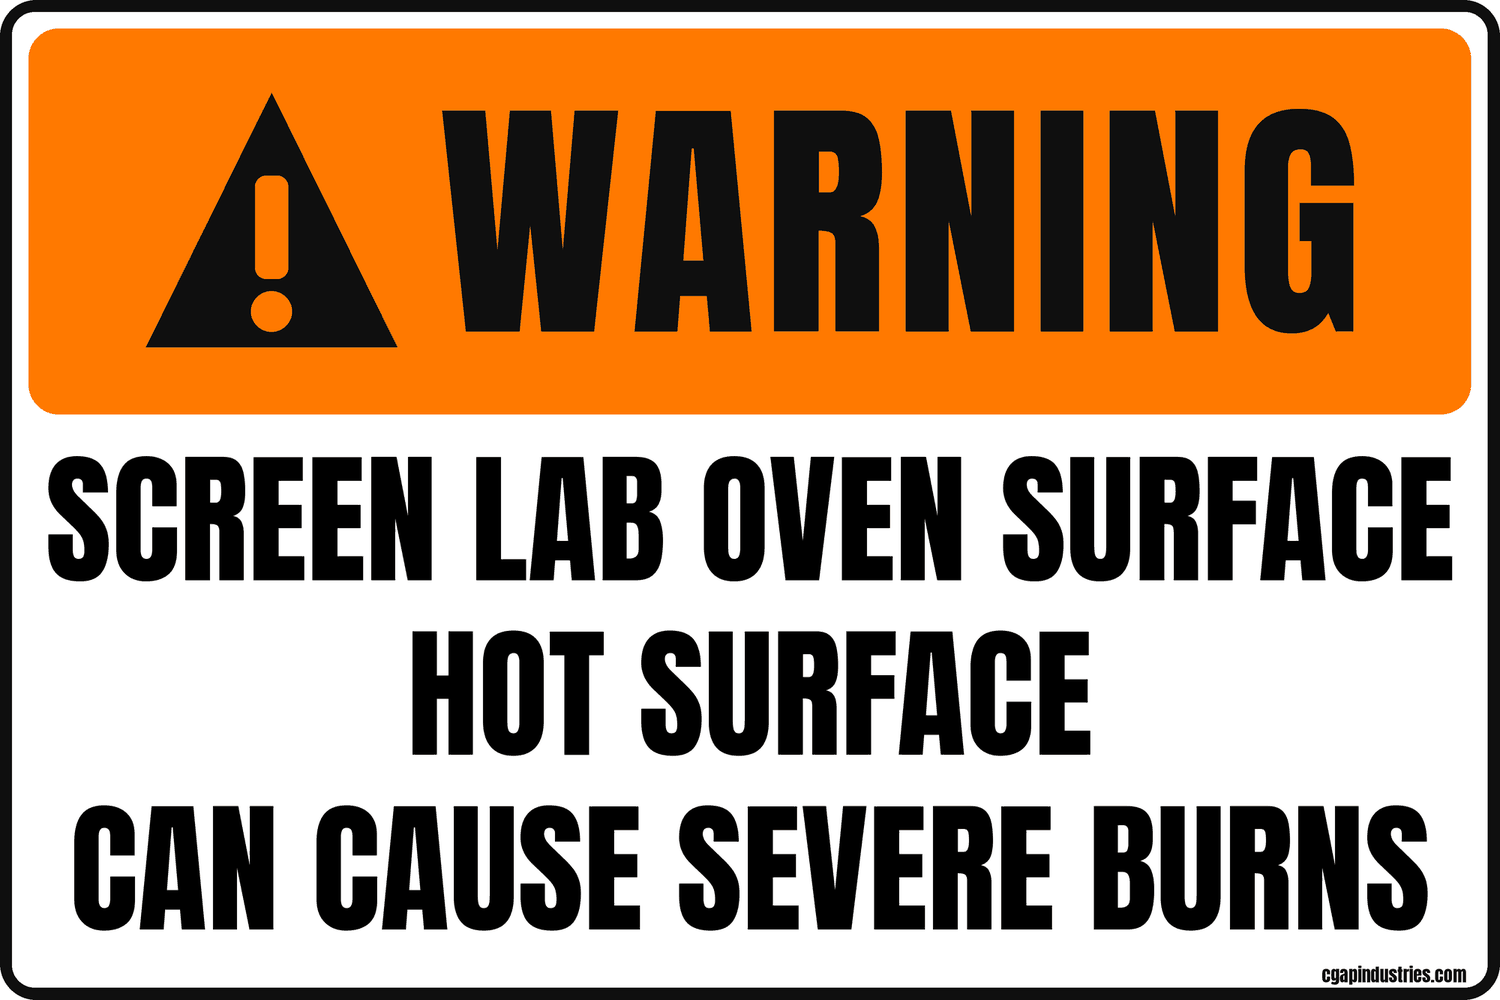 WARNING
SCREEN LAB OVEN SURFACE
HOT SURFACE
CAN CAUSE SEVERE BURNS
cgapindustries.com